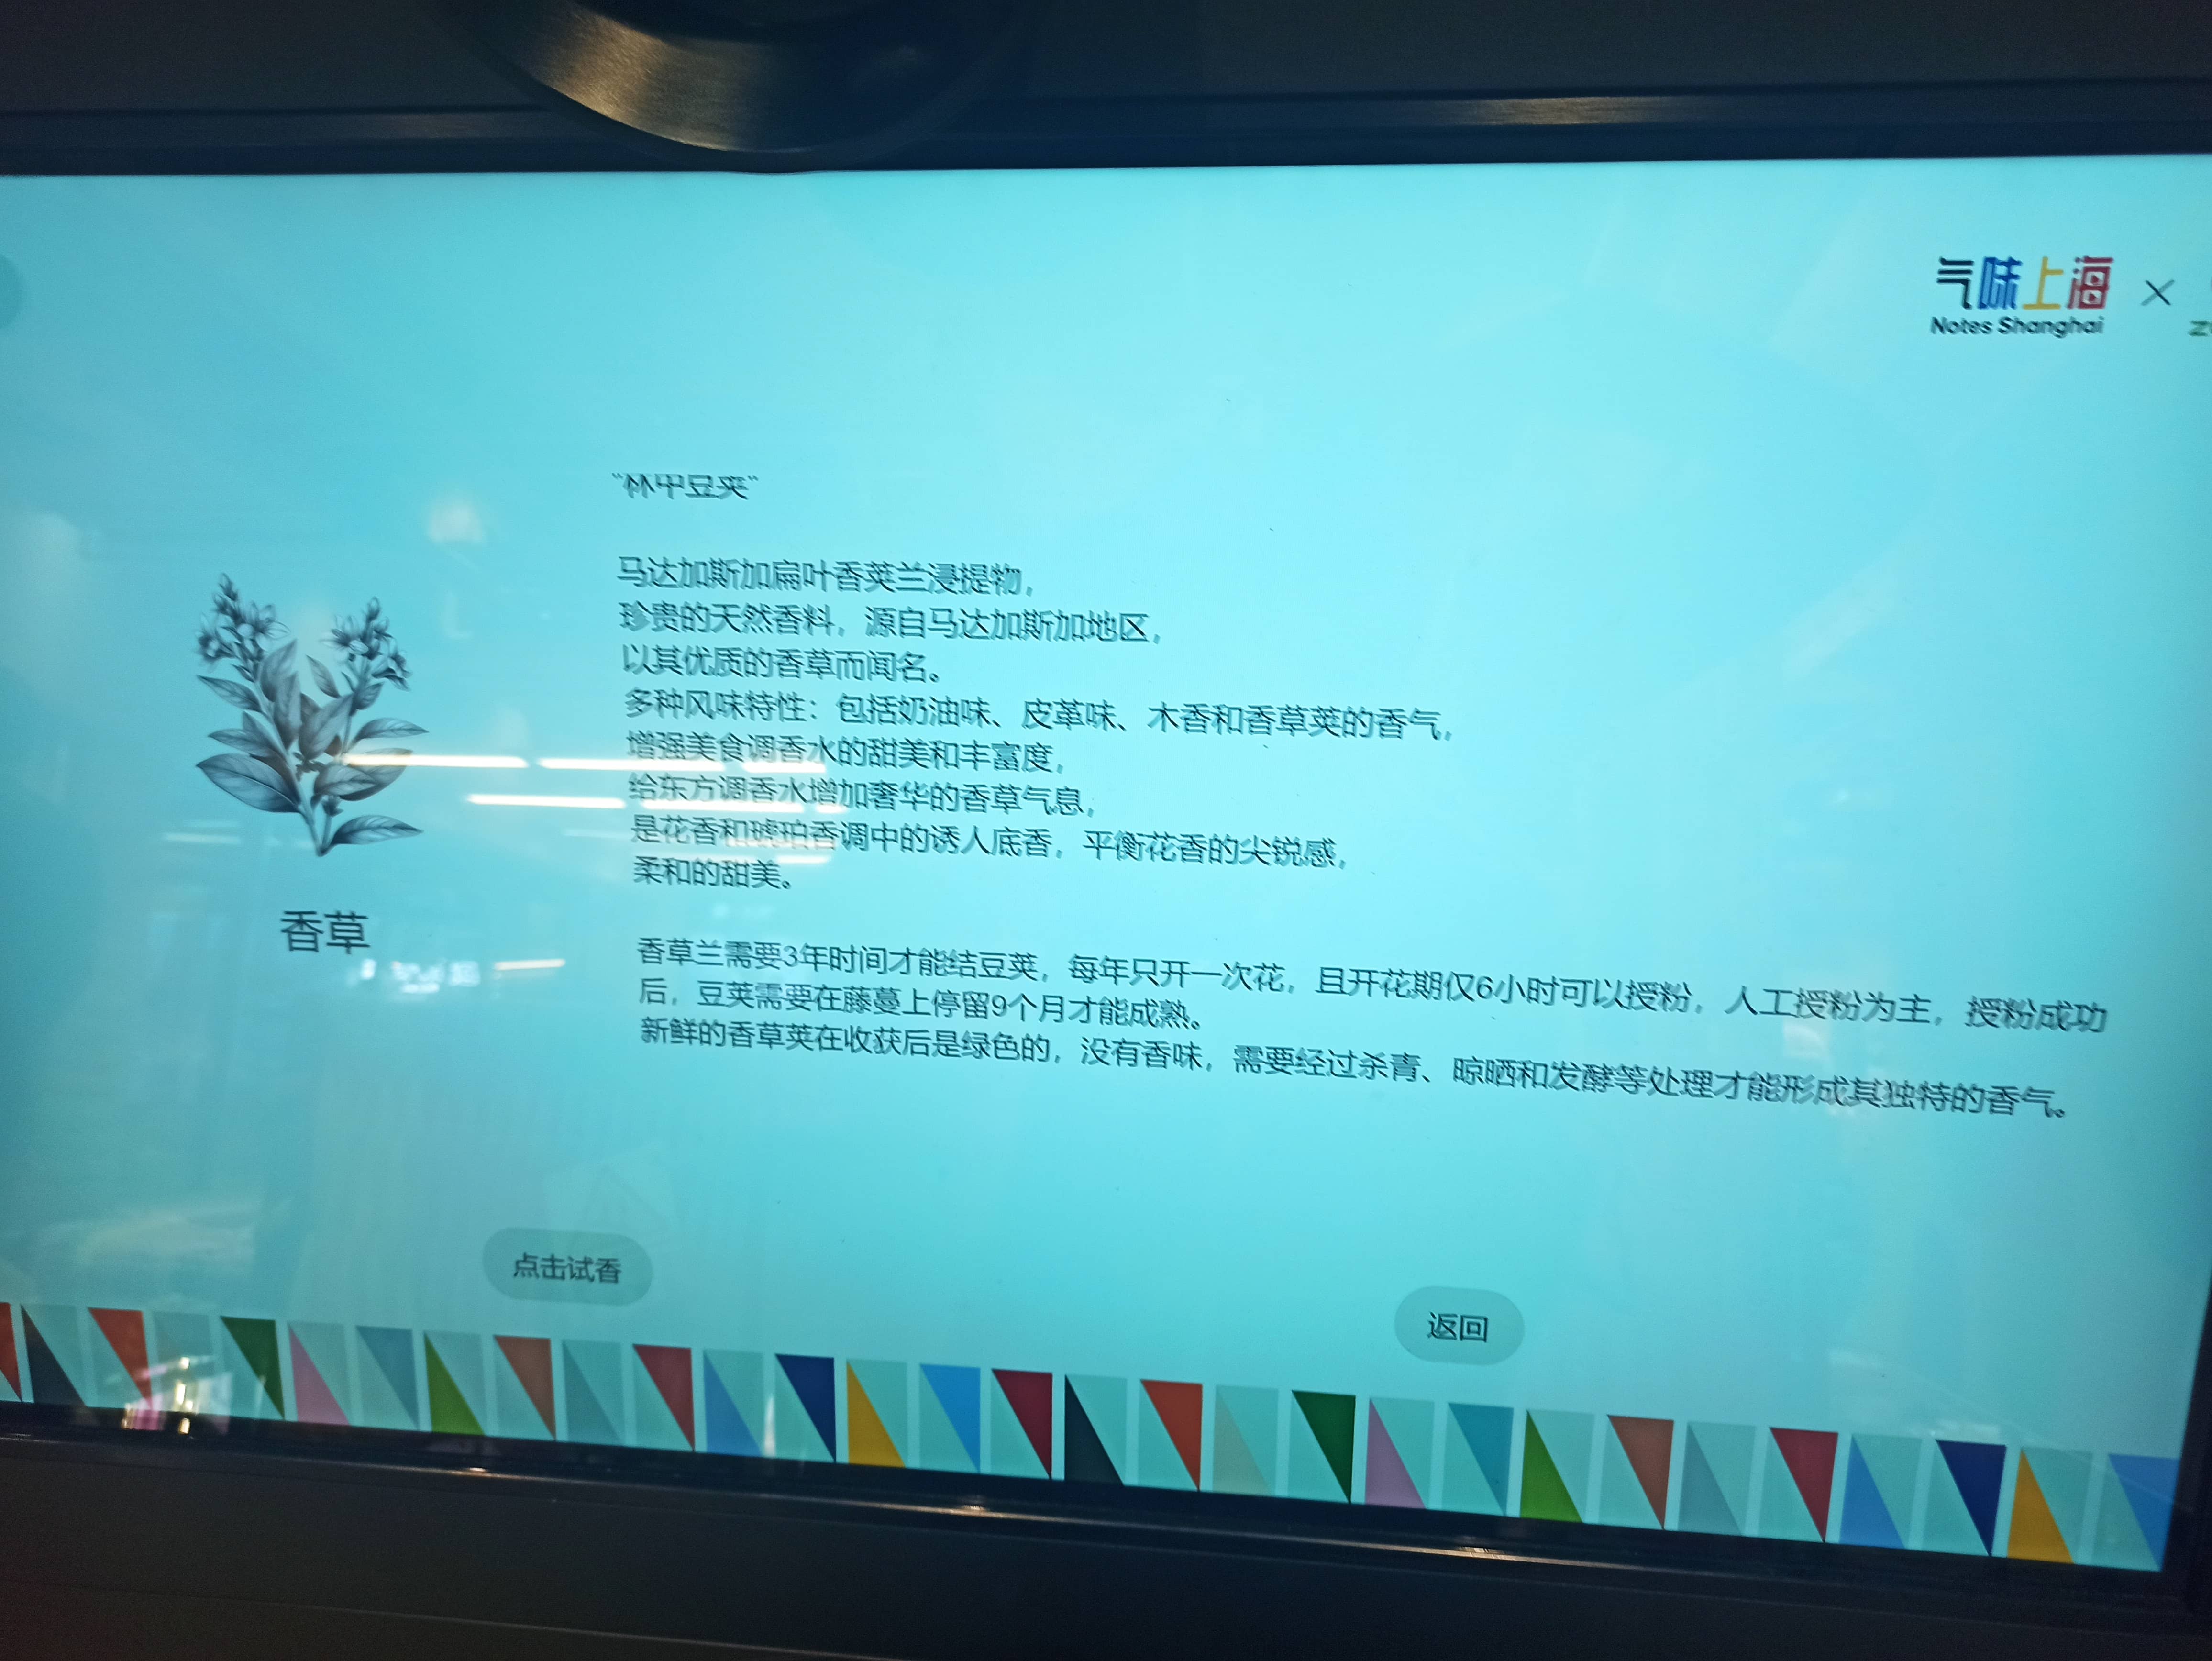 气味上海 ×
Notes Shanghai
“杯中豆荚”
马达加斯加扁叶香荚兰浸提物，
珍贵的天然香料，源自马达加斯加地区，
以其优质的香草而闻名。
多种风味特性：包括奶油味、皮革味、木香和香草荚的香气，
增强美食调香水的甜美和丰富度，
给东方调香水增加奢华的香草气息，
是花香和琥珀香调中的诱人底香，平衡花香的尖锐感，
柔和的甜美。
香草
香草兰需要3年时间才能结豆荚，每年只开一次花，且开花期仅6小时可以授粉，人工授粉为主，授粉成功
后，豆荚需要在藤蔓上停留9个月才能成熟。
新鲜的香草荚在收获后是绿色的，没有香味，需要经过杀青、晾晒和发酵等处理才能形成其独特的香气。
点击试香
返回